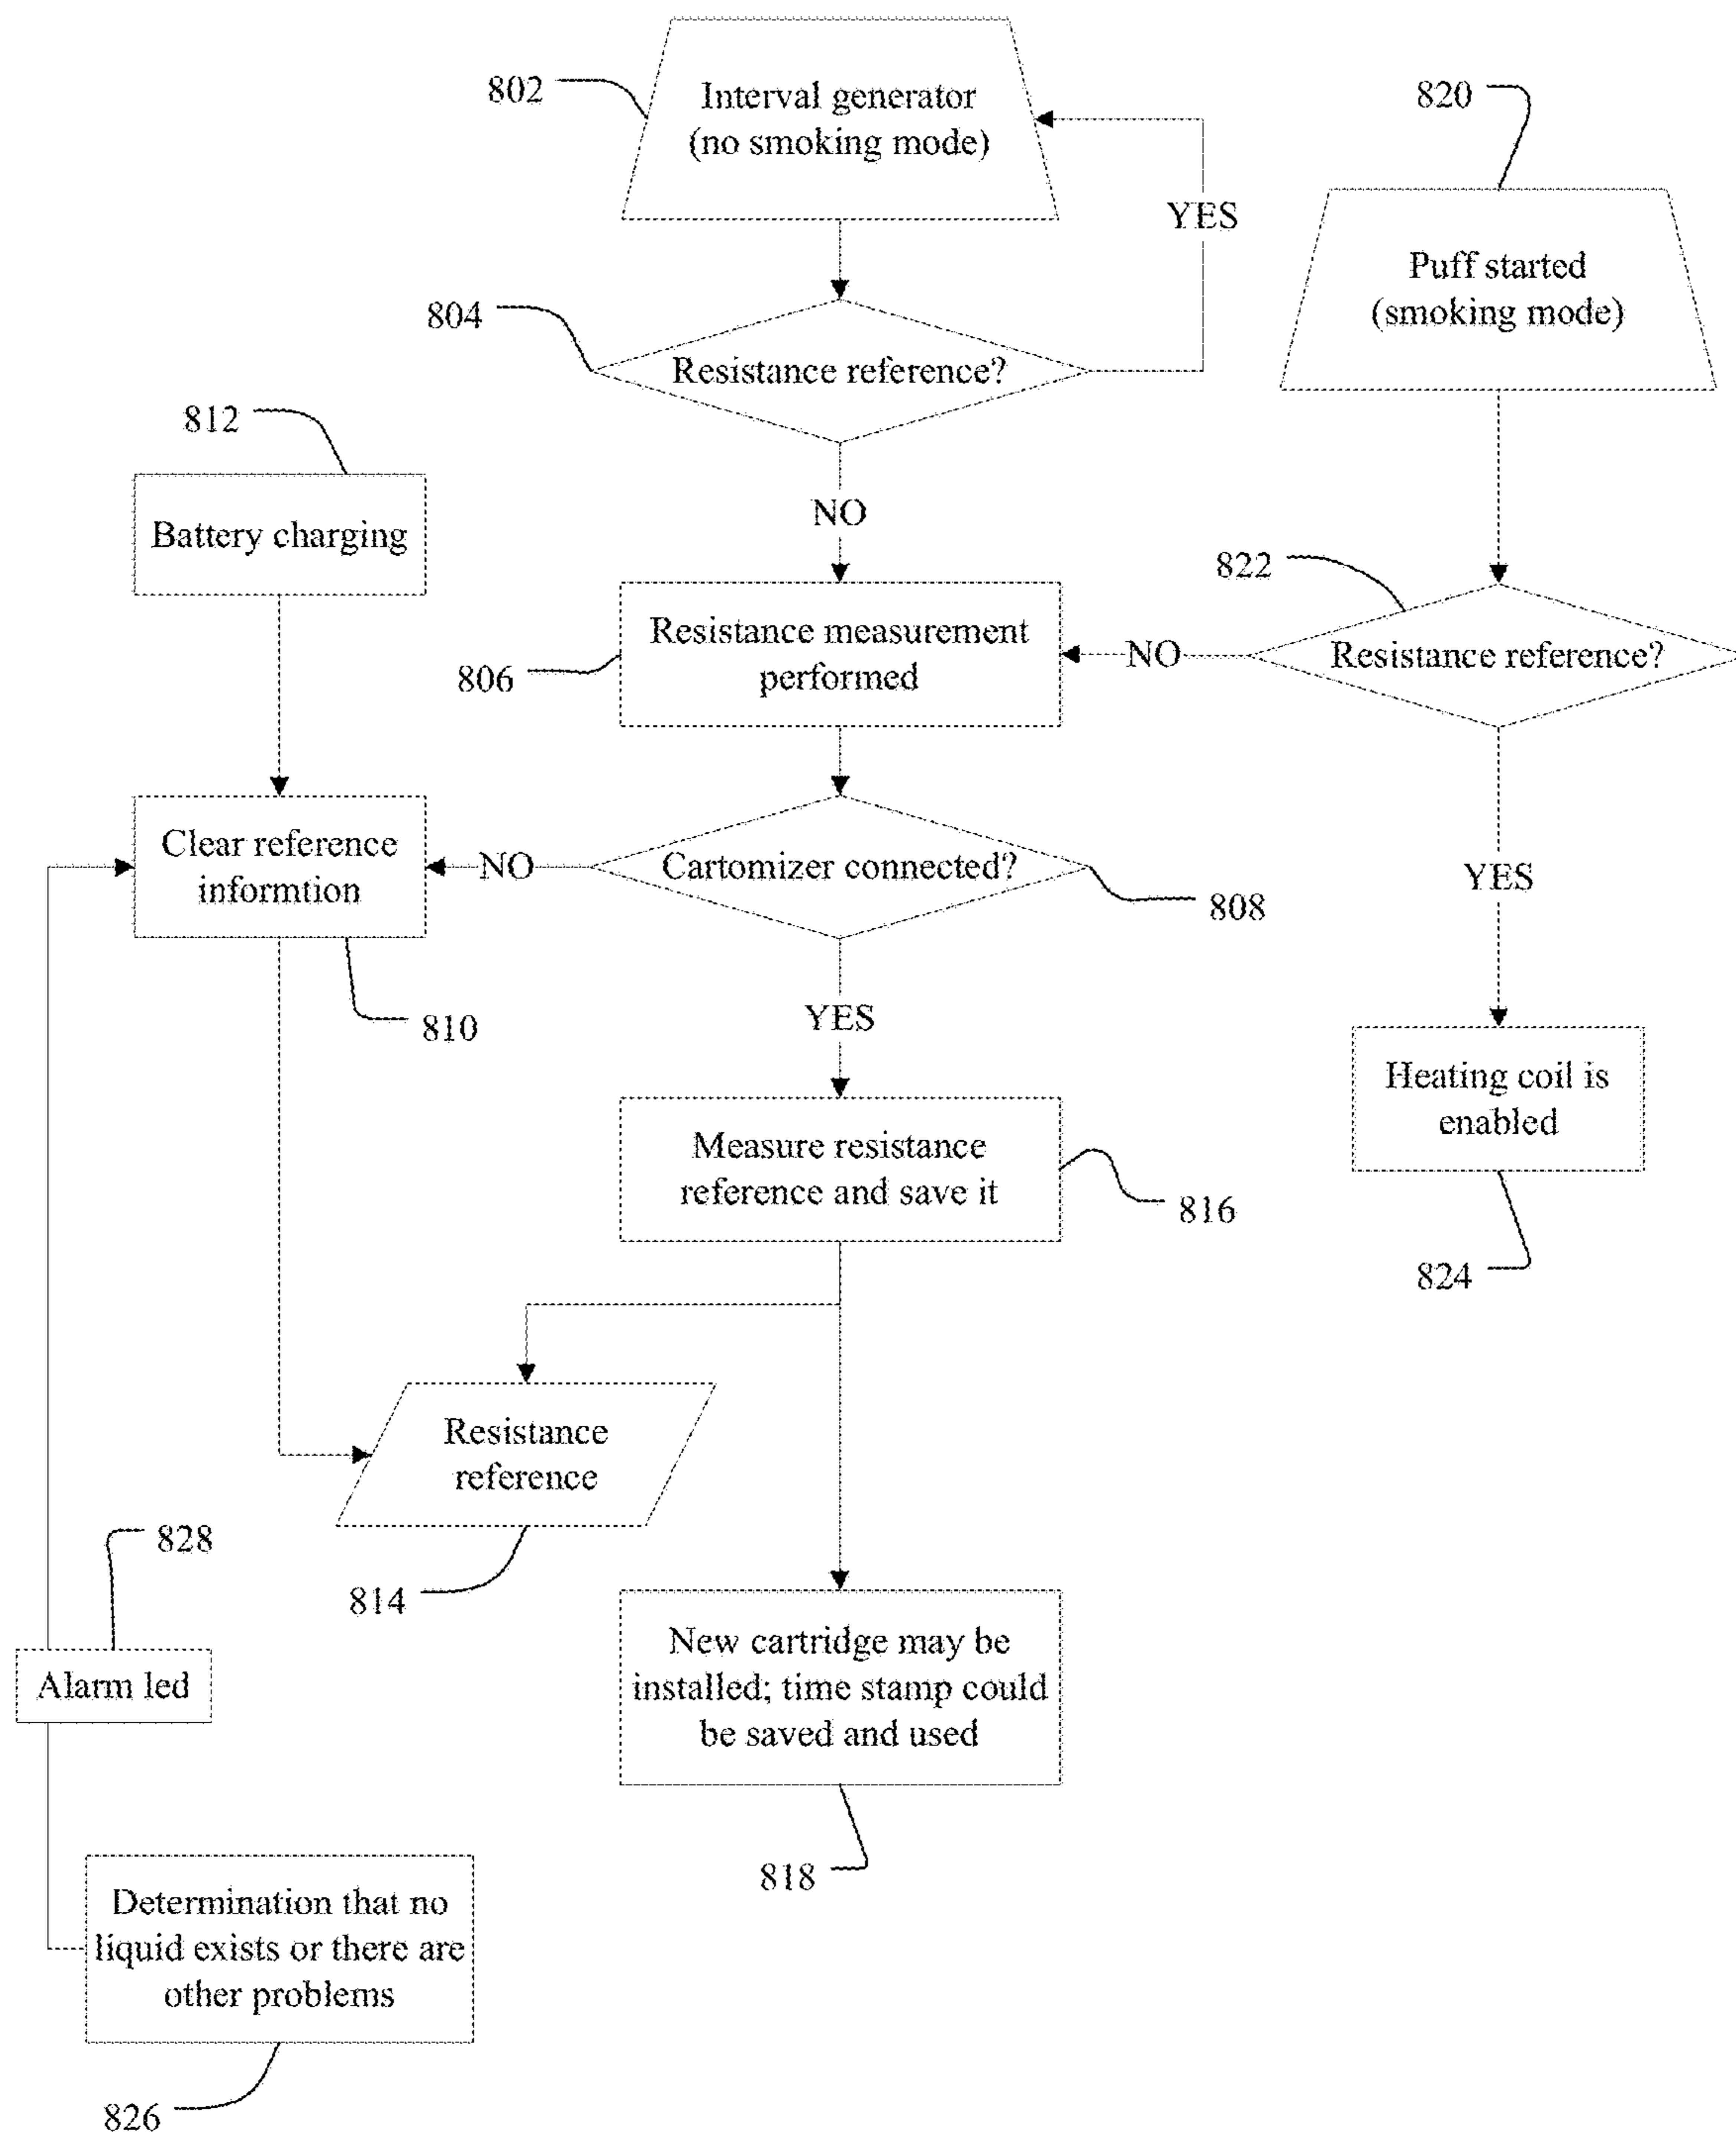 802
Interval generator
(no smoking mode)
820
YES
Puff started
(smoking mode)
804
Resistance reference?
812
Battery charging
NO
822
806
Resistance measurement
performed
NO
Resistance reference?
Clear reference
informtion
NO
Cartomizer connected?
808
YES
810
YES
Heating coil is
enabled
Measure resistance
reference and save it
816
824
Resistance
reference
828
814
Alarm led
New cartridge may be
installed; time stamp could
be saved and used
818
Determination that no
liquid exists or there are
other problems
826